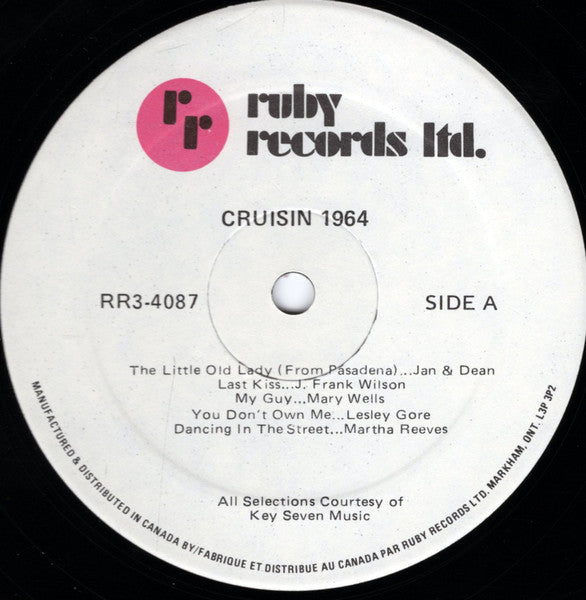 rr
ruby
records ltd.
CRUISIN 1964
RR3-4087
SIDE A
The Little Old Lady (From Pasadena)...Jan & Dean
Last Kiss...J. Frank Wilson
My Guy...Mary Wells
You Don't Own Me...Lesley Gore
Dancing In The Street...Martha Reeves
All Selections Courtesy of
Key Seven Music
MANUFACTURED & DISTRIBUTED IN CANADA BY/FABRIQUE ET DISTRIBUE AU CANADA PAR RUBY RECORDS LTD. MARKHAM, ONT. L3P 3P2